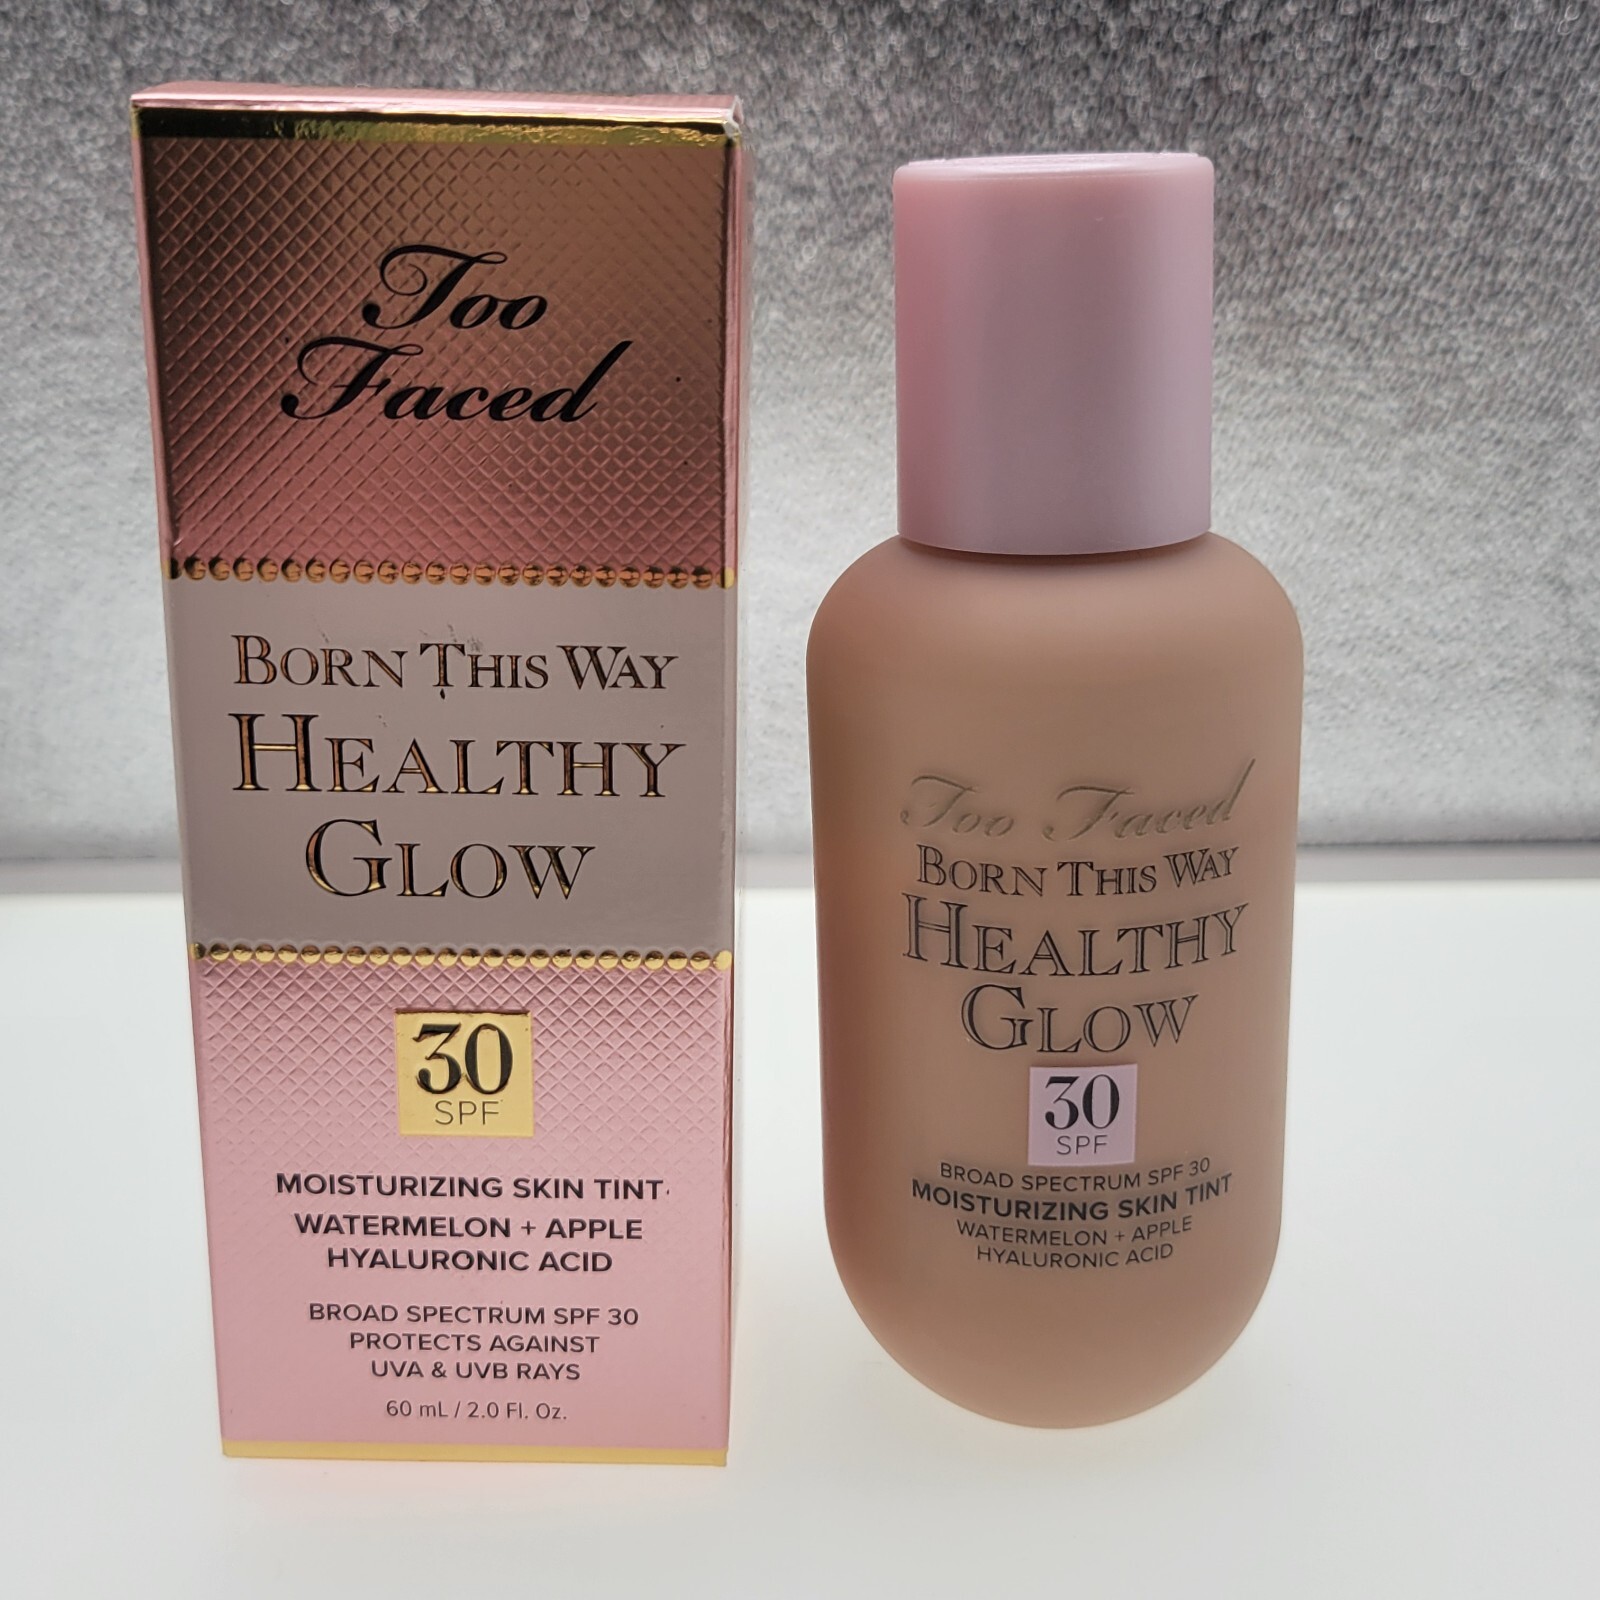 Too
Faced
BORN THIS WAY
HEALTHY
GLOW
30
SPF
MOISTURIZING SKIN TINT
WATERMELON + APPLE
HYALURONIC ACID
BROAD SPECTRUM SPF 30
PROTECTS AGAINST
UVA & UVB RAYS
60 mL / 2.0 Fl. Oz.
Too Faced
BORN THIS WAY
HEALTHY
GLOW
30
SPF
BROAD SPECTRUM SPF 30
MOISTURIZING SKIN TINT
WATERMELON + APPLE
HYALURONIC ACID